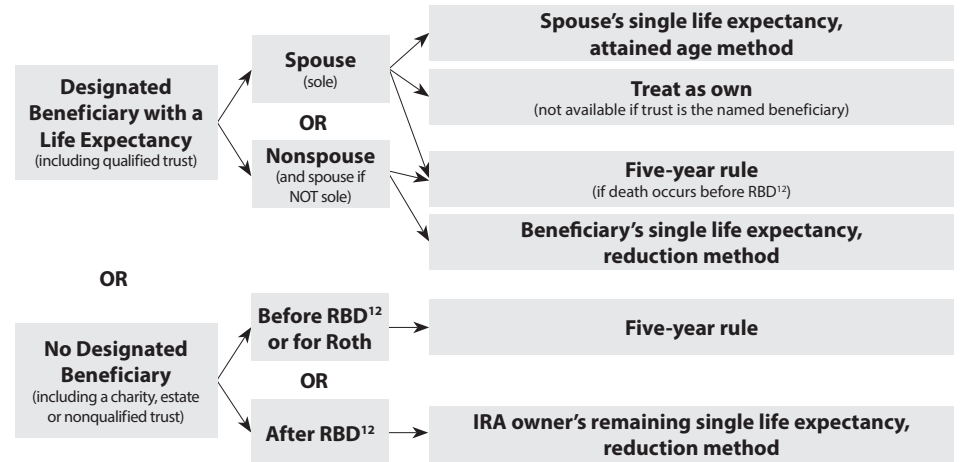 Designated
Beneficiary with a
Life Expectancy
(including qualified trust)
Spouse
(sole)
OR
Nonspouse
(and spouse if
NOT sole)
Spouse’s single life expectancy,
attained age method
Treat as own
(not available if trust is the named beneficiary)
Five-year rule
(if death occurs before RBD¹²)
Beneficiary’s single life expectancy,
reduction method
OR
No Designated
Beneficiary
(including a charity, estate
or nonqualified trust)
Before RBD¹²
or for Roth
OR
After RBD¹²
Five-year rule
IRA owner’s remaining single life expectancy,
reduction method